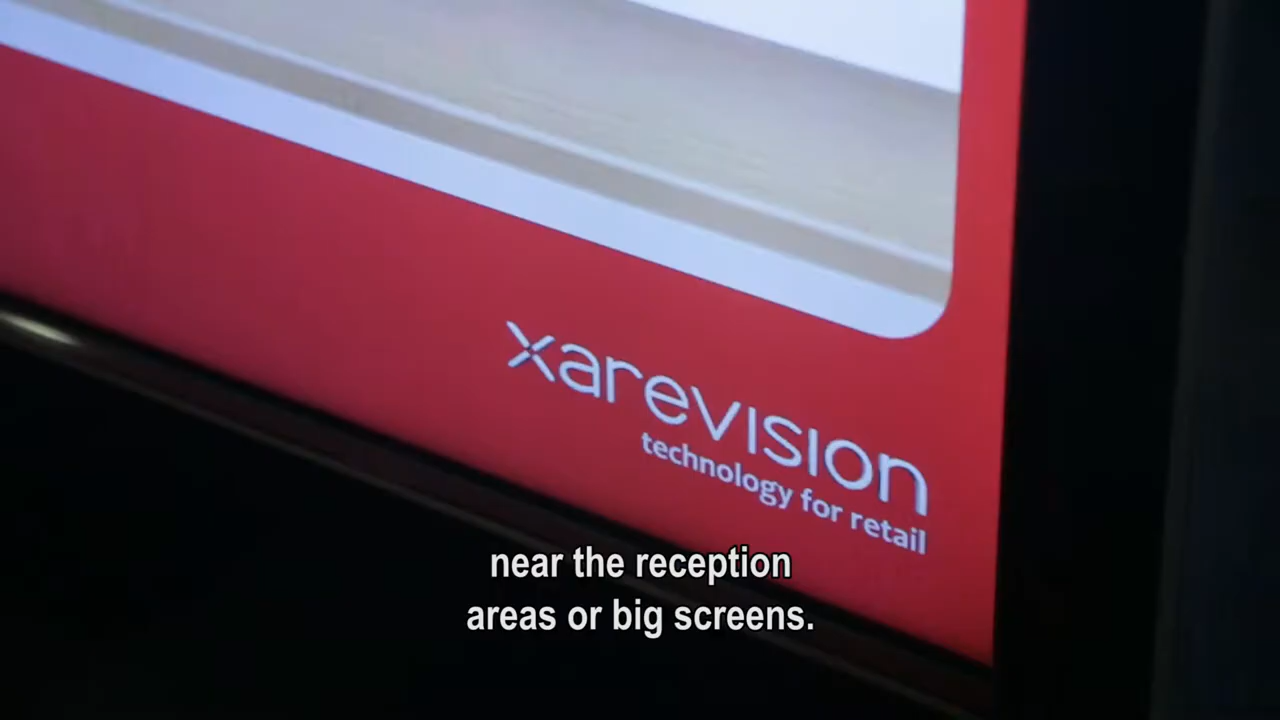 xarevision
technology for retail
near the reception
areas or big screens.